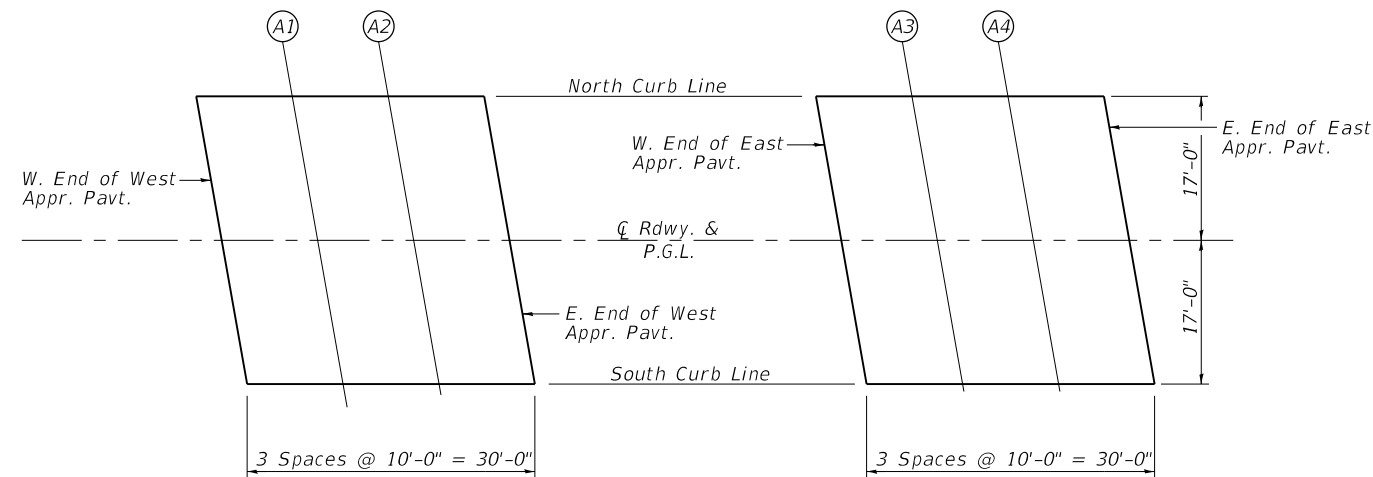 A1
A2
A3
A4
North Curb Line
W. End of East
Appr. Pavt.
E. End of East
Appr. Pavt.
17'-0"
W. End of West
Appr. Pavt.
℄ Rdwy. &
P.G.L.
17'-0"
E. End of West
Appr. Pavt.
South Curb Line
3 Spaces @ 10'-0" = 30'-0"
3 Spaces @ 10'-0" = 30'-0"